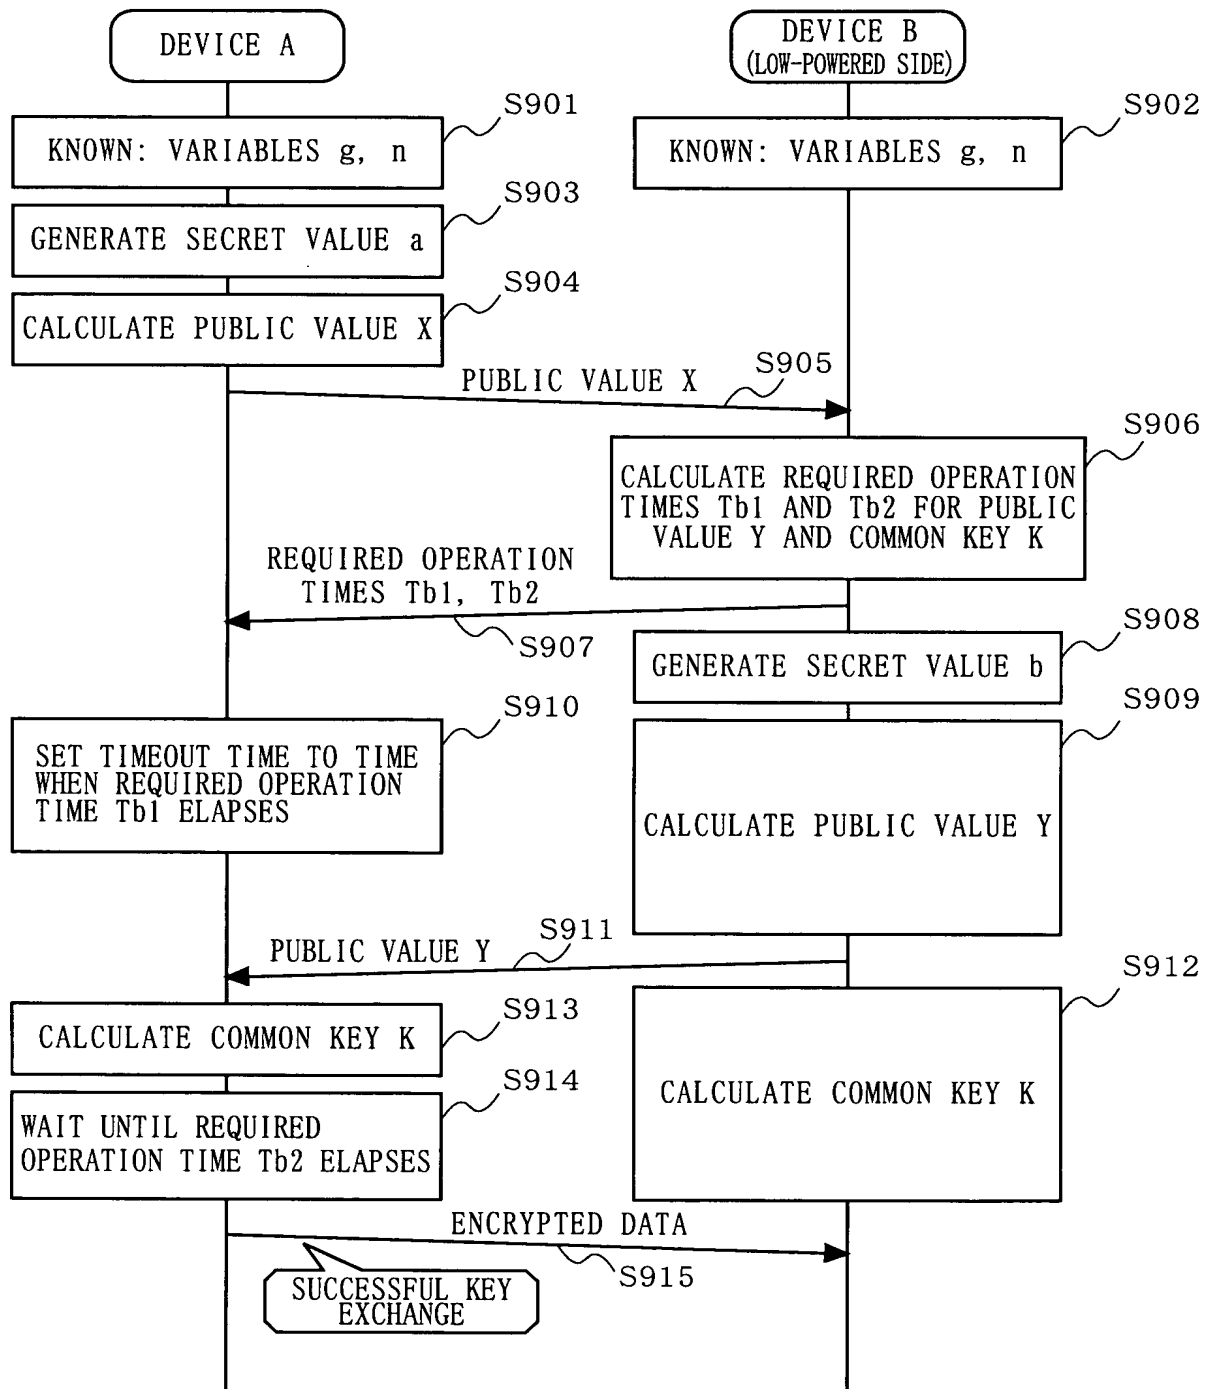 DEVICE A
DEVICE B
(LOW-POWERED SIDE)
S901
KNOWN: VARIABLES g, n
S902
KNOWN: VARIABLES g, n
S903
GENERATE SECRET VALUE a
S904
CALCULATE PUBLIC VALUE X
S905
PUBLIC VALUE X
S906
CALCULATE REQUIRED OPERATION
TIMES Tb1 AND Tb2 FOR PUBLIC
VALUE Y AND COMMON KEY K
REQUIRED OPERATION
TIMES Tb1, Tb2
S907
S908
GENERATE SECRET VALUE b
S909
CALCULATE PUBLIC VALUE Y
S910
SET TIMEOUT TIME TO TIME
WHEN REQUIRED OPERATION
TIME Tb1 ELAPSES
S911
PUBLIC VALUE Y
S912
CALCULATE COMMON KEY K
S913
CALCULATE COMMON KEY K
S914
WAIT UNTIL REQUIRED
OPERATION TIME Tb2 ELAPSES
ENCRYPTED DATA
S915
SUCCESSFUL KEY
EXCHANGE